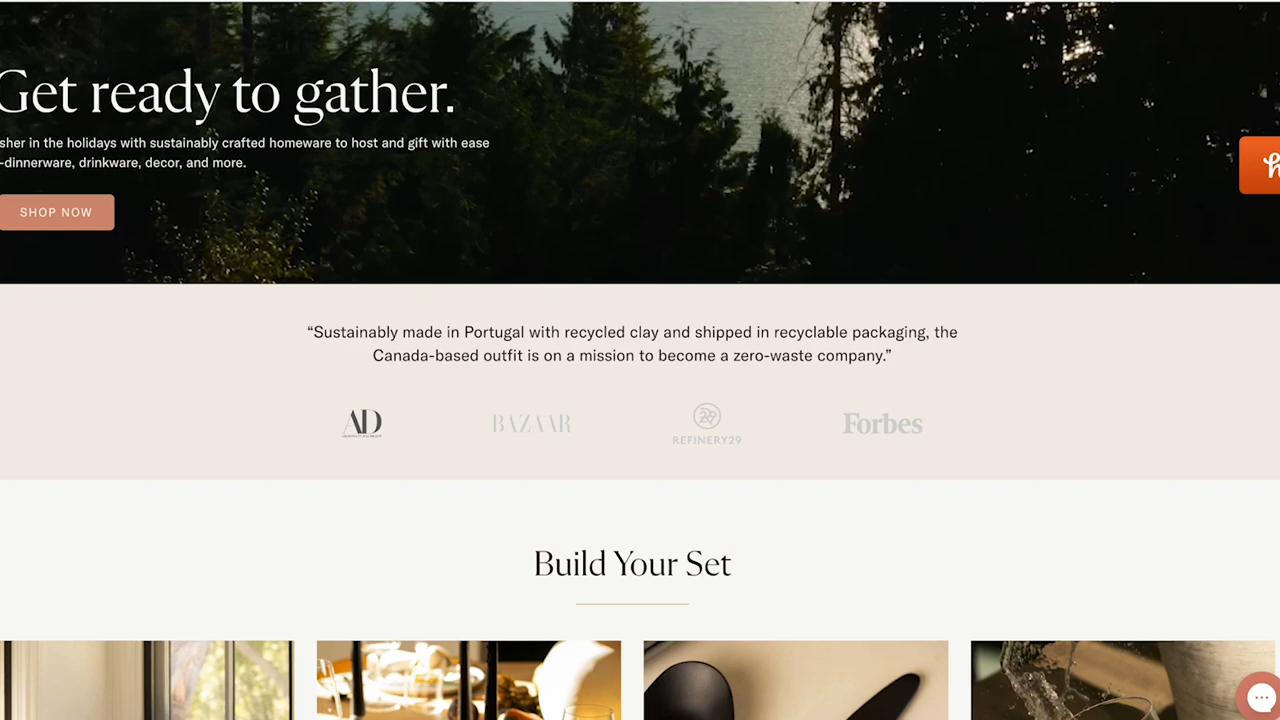 Get ready to gather.
sher in the holidays with sustainably crafted homeware to host and gift with ease
-dinnerware, drinkware, decor, and more.
SHOP NOW
h
“Sustainably made in Portugal with recycled clay and shipped in recyclable packaging, the
Canada-based outfit is on a mission to become a zero-waste company.”
AD
BAZAAR
29
REFINERY29
Forbes
Build Your Set